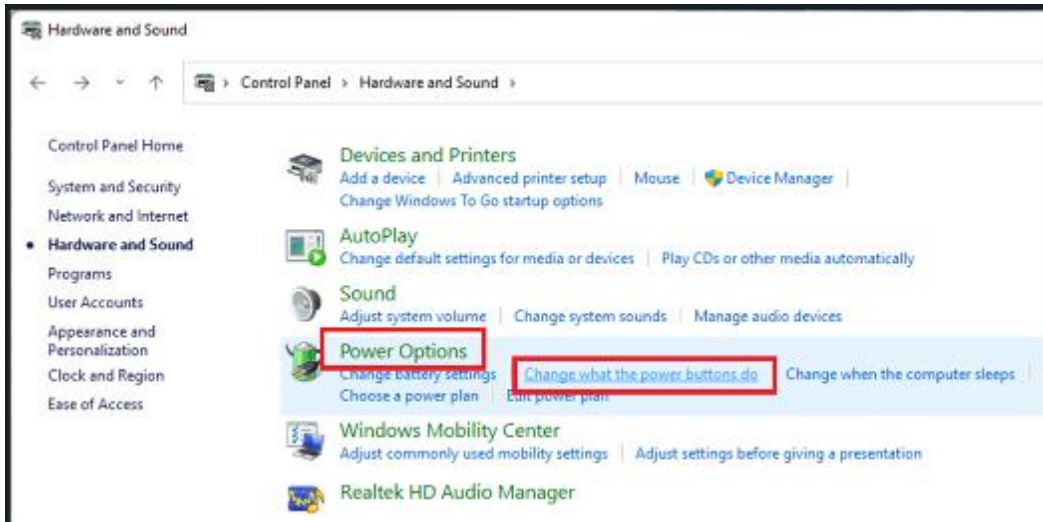 Hardware and Sound
Control Panel > Hardware and Sound >
Control Panel Home
System and Security
Network and Internet
Hardware and Sound
Programs
User Accounts
Appearance and
Personalization
Clock and Region
Ease of Access
Devices and Printers
Add a device | Advanced printer setup | Mouse | Device Manager |
Change Windows To Go startup options
AutoPlay
Change default settings for media or devices | Play CDs or other media automatically
Sound
Adjust system volume | Change system sounds | Manage audio devices
Power Options
Change battery settings | Change what the power buttons do | Change when the computer sleeps |
Choose a power plan | Edit power plan
Windows Mobility Center
Adjust commonly used mobility settings | Adjust settings before giving a presentation
Realtek HD Audio Manager